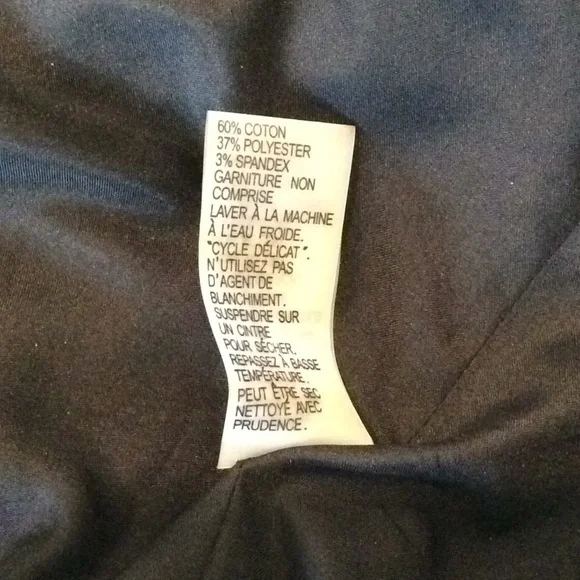 60% COTON
37% POLYESTER
3% SPANDEX
GARNITURE NON
COMPRISE
LAVER À LA MACHINE
À L'EAU FROIDE.
"CYCLE DÉLICAT".
N'UTILISEZ PAS
D'AGENT DE
BLANCHIMENT.
SUSPENDRE SUR
UN CINTRE
POUR SÉCHER.
REPASSEZ À BASSE
TEMPÉRATURE.
PEUT ÊTRE SEC
NETTOYÉ AVEC
PRUDENCE.